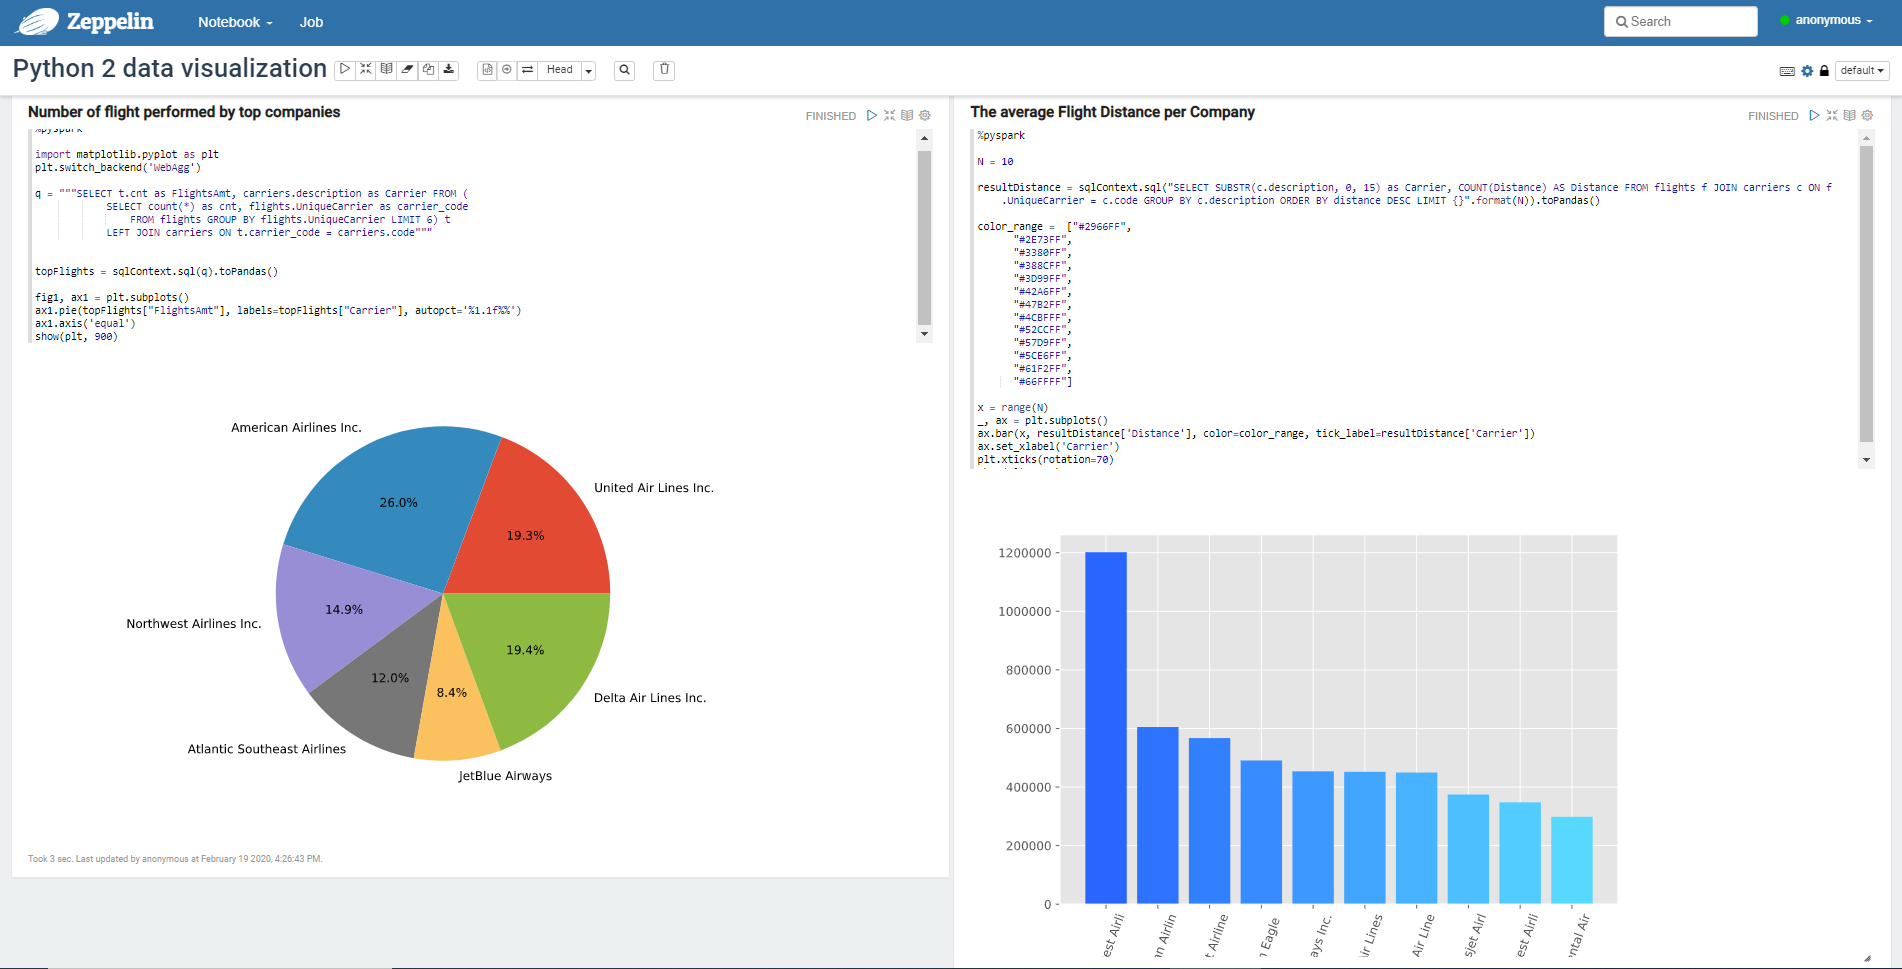 Zeppelin
Notebook
Job
Search
anonymous
Python 2 data visualization
Head
default
Number of flight performed by top companies
FINISHED
%pyspark
import matplotlib.pyplot as plt
plt.switch_backend('WebAgg')
q = """SELECT t.cnt as FlightsAmt, carriers.description as Carrier FROM (
SELECT count(*) as cnt, flights.UniqueCarrier as carrier_code
FROM flights GROUP BY flights.UniqueCarrier LIMIT 6) t
LEFT JOIN carriers ON t.carrier_code = carriers.code"""
topFlights = sqlContext.sql(q).toPandas()
fig1, ax1 = plt.subplots()
ax1.pie(topFlights["FlightsAmt"], labels=topFlights["Carrier"], autopct='%1.1f%%')
ax1.axis('equal')
show(plt, 900)
American Airlines Inc.
United Air Lines Inc.
26.0%
19.3%
14.9%
Northwest Airlines Inc.
19.4%
12.0%
8.4%
Delta Air Lines Inc.
Atlantic Southeast Airlines
JetBlue Airways
Took 3 sec. Last updated by anonymous at February 19 2020, 4:26:43 PM.
The average Flight Distance per Company
FINISHED
%pyspark
N = 10
resultDistance = sqlContext.sql("SELECT SUBSTR(c.description, 0, 15) as Carrier, COUNT(Distance) AS Distance FROM flights f JOIN carriers c ON f
.UniqueCarrier = c.code GROUP BY c.description ORDER BY distance DESC LIMIT {}".format(N)).toPandas()
color_range = ["#2966FF",
"#2E73FF",
"#3380FF",
"#388CFF",
"#3D99FF",
"#42A6FF",
"#47B2FF",
"#4CBFFF",
"#52CCFF",
"#57D9FF",
"#5CE6FF",
"#61F2FF",
"#66FFFF"]
x = range(N)
_, ax = plt.subplots()
ax.bar(x, resultDistance['Distance'], color=color_range, tick_label=resultDistance['Carrier'])
ax.set_xlabel('Carrier')
plt.xticks(rotation=70)
1200000
1000000
800000
600000
400000
200000
0
est Airli
an Airlin
t Airline
n Eagle
ays Inc.
ir Lines
Air Line
sjet Airl
est Airli
ntal Air